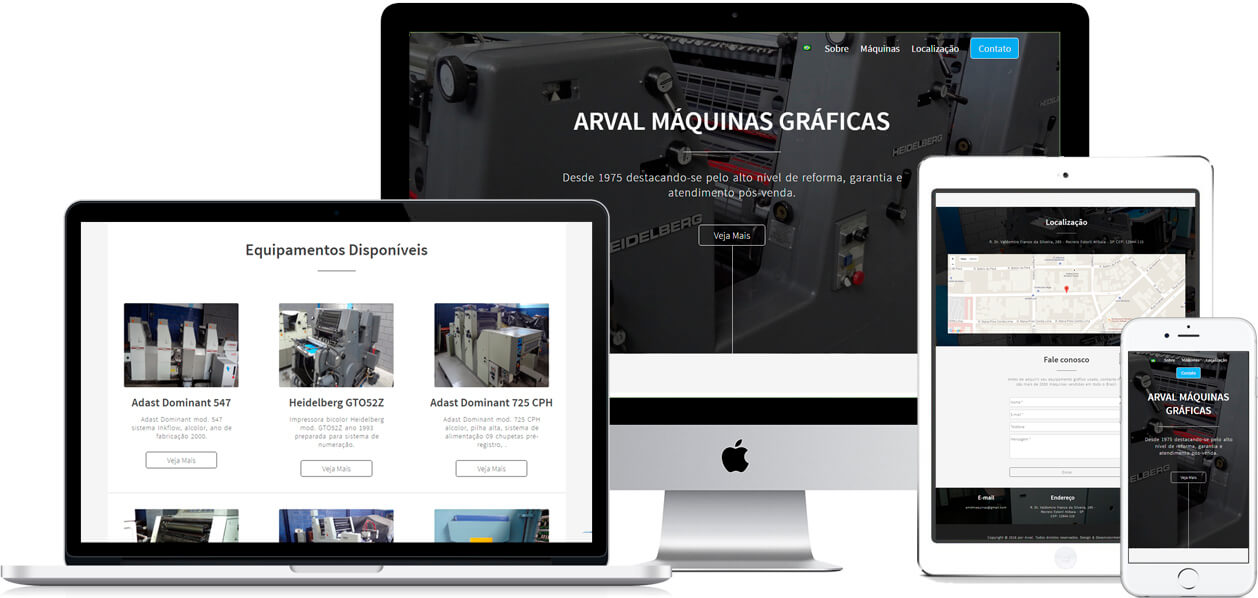 Sobre Máquinas Localização Contato
ARVAL MÁQUINAS GRÁFICAS
Desde 1975 destacando-se pelo alto nível de reforma, garantia e
atendimento pós-venda.
Veja Mais
HEIDELBERG
HEIDELBERG
Equipamentos Disponíveis
Adast Dominant 547
Adast Dominant mod. 547
sistema Inkflow, alcolor, ano de
fabricação 2000.
Veja Mais
Heidelberg GTO52Z
Impressora bicolor Heidelberg
mod. GTO52Z ano 1993
preparada para sistema de
numeração.
Veja Mais
Adast Dominant 725 CPH
Adast Dominant mod. 725 CPH
alcolor, pilha alta, sistema de
alimentação 09 chupetas pré-
registro, .
Veja Mais
Localização
Fale conosco
Nome *
E-mail *
Telefone
Mensagem *
Enviar
E-mail
Endereço
Sobre Máquinas Localização
Contato
ARVAL MÁQUINAS
GRÁFICAS
Desde 1975 destacando-se pelo alto
nível de reforma, garantia e
atendimento pós-venda.
Veja Mais